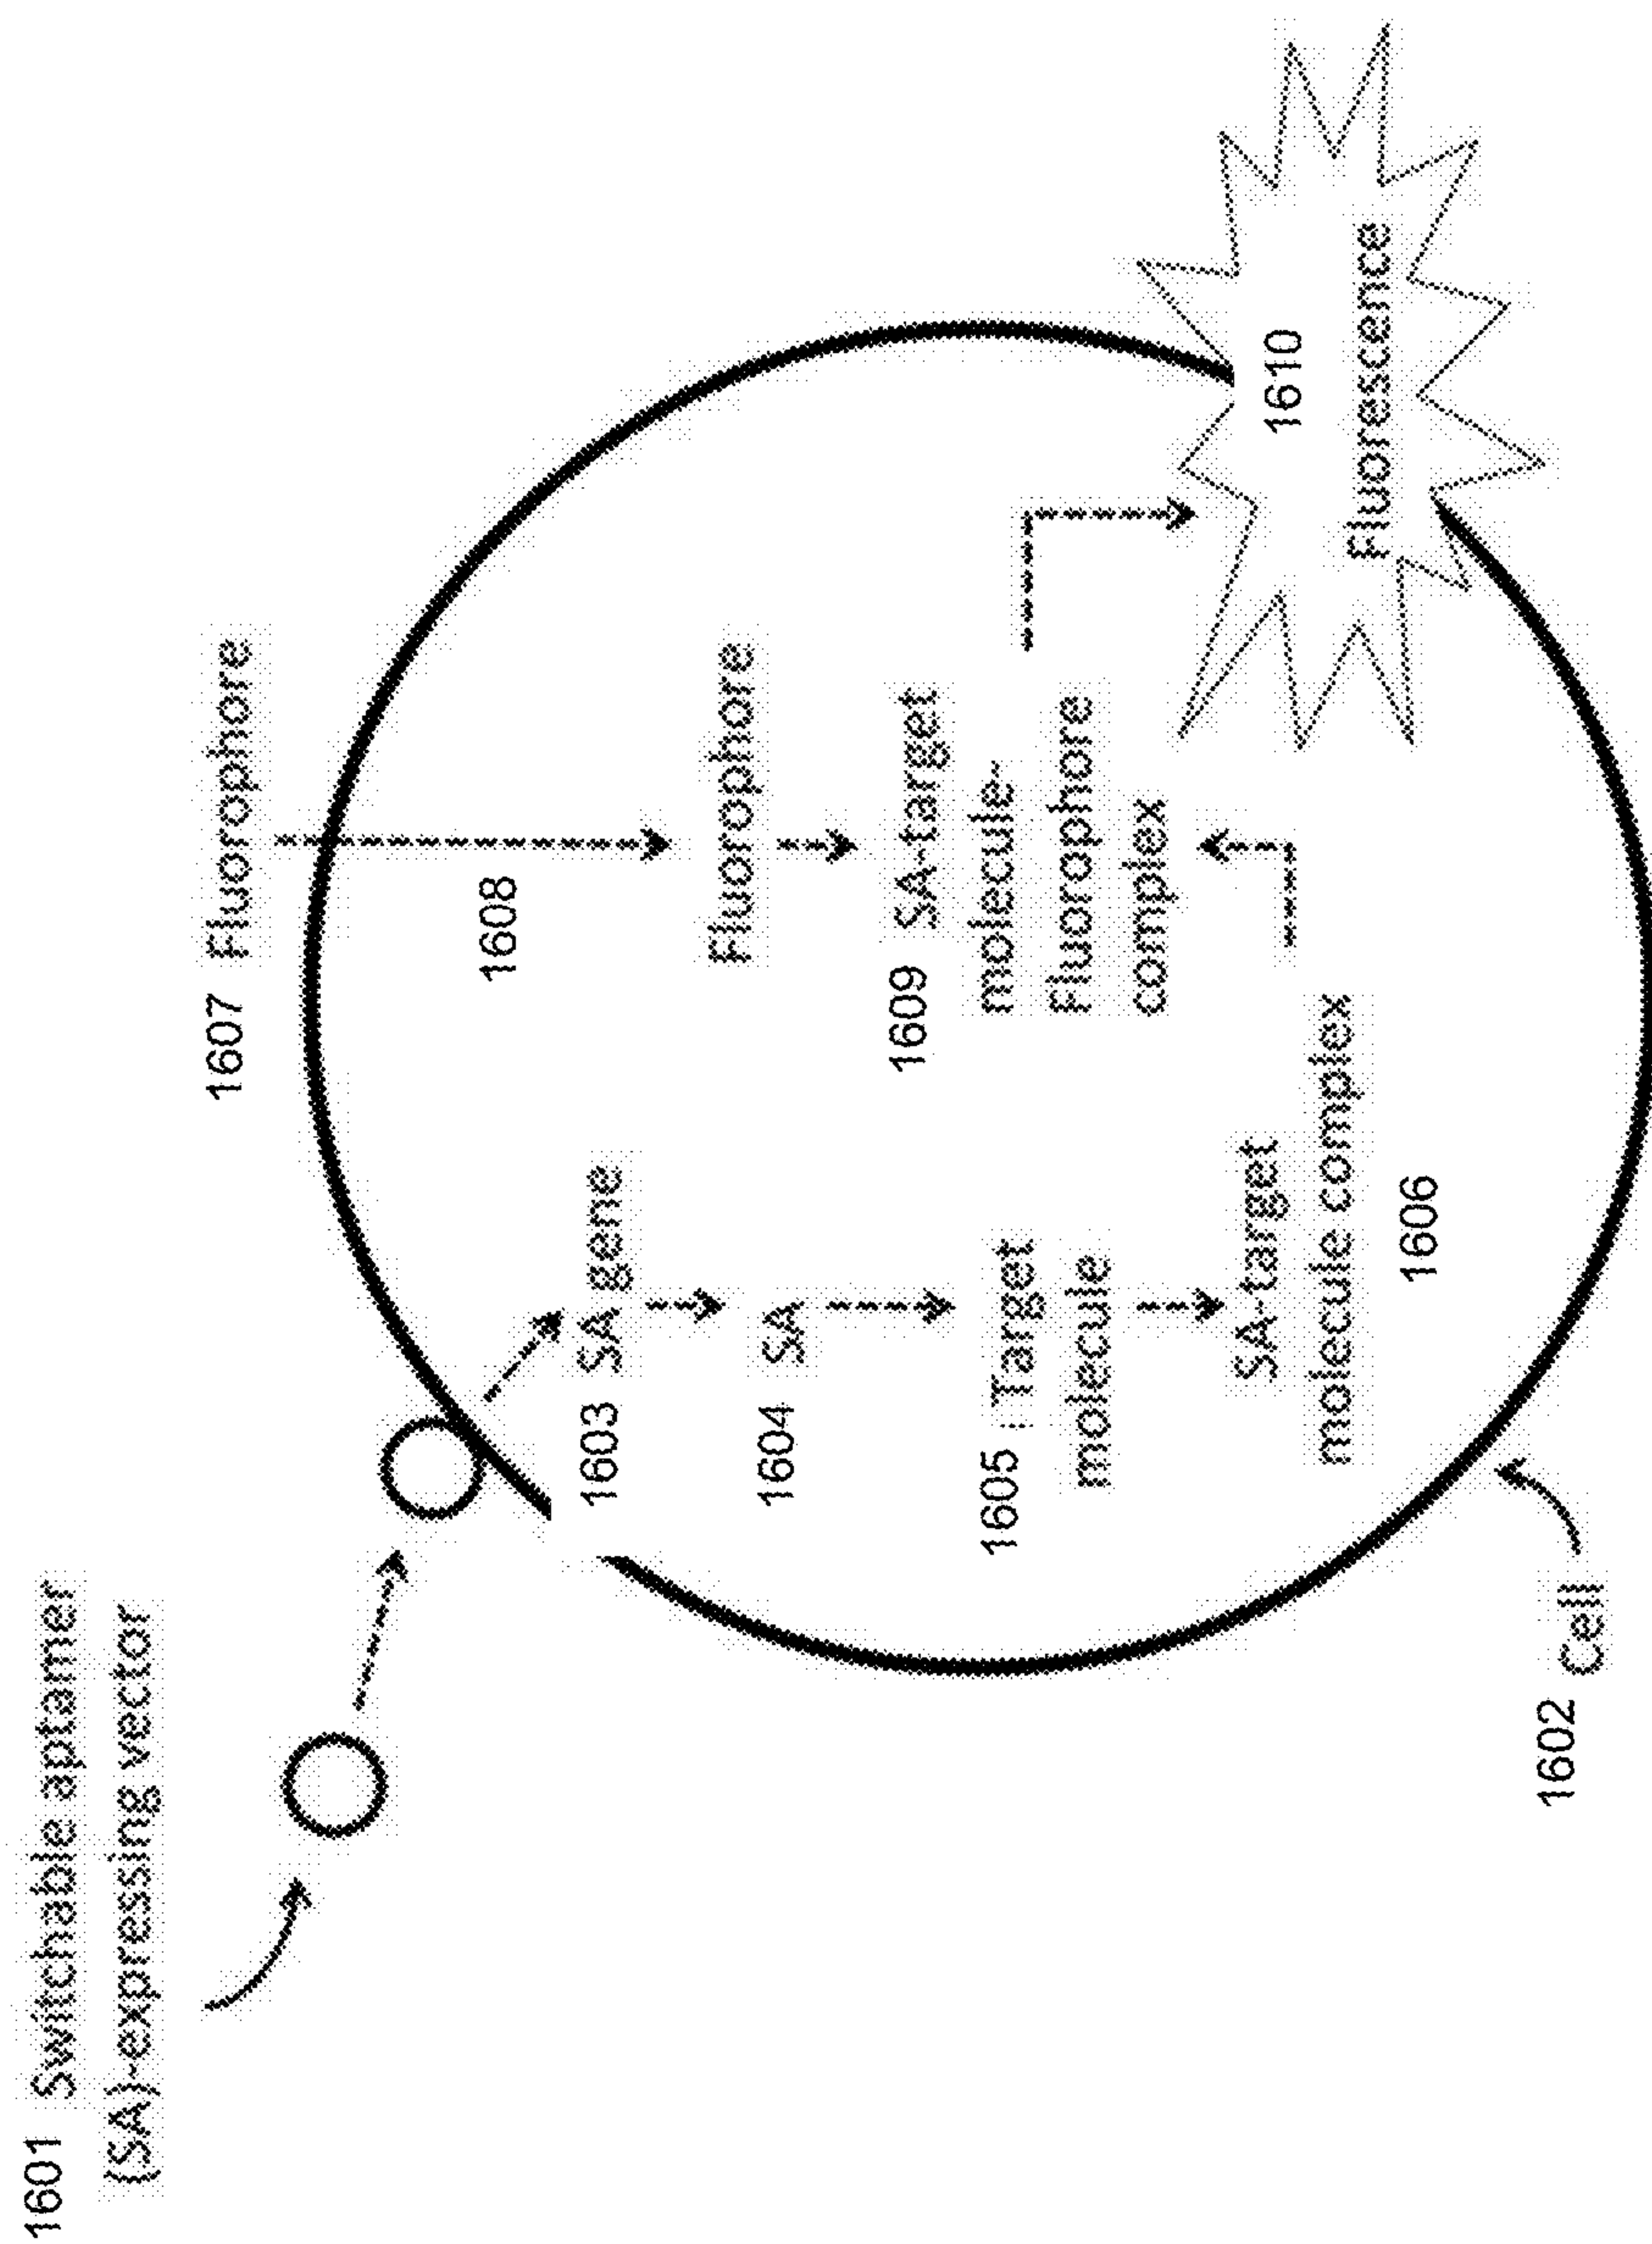 1601 Switchable aptamer
(SA)-expressing vector
1607 Fluorophore
1608
1603 SA gene
1604 SA
1605 Target
molecule
SA-target
molecule complex
1606
Fluorophore
1609 SA-target
molecule-
Fluorophore
complex
1610
Fluorescence
1602 Cell